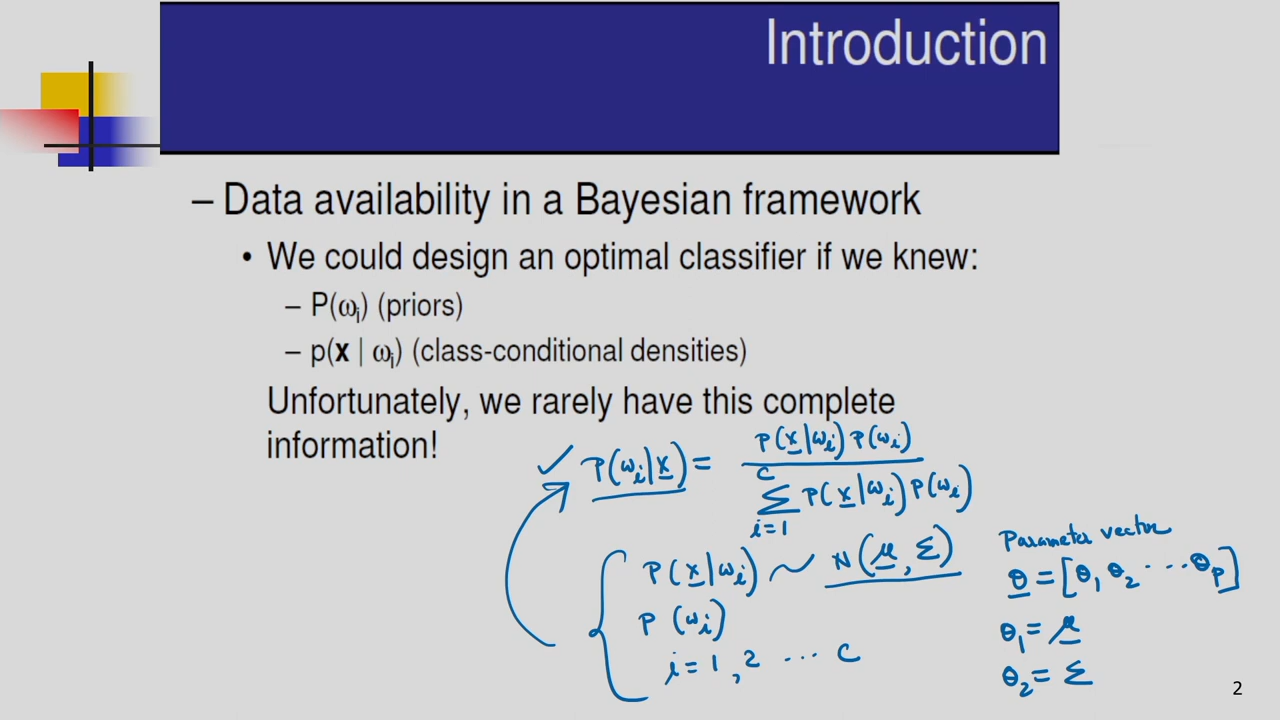 Introduction
– Data availability in a Bayesian framework
• We could design an optimal classifier if we knew:
– P(ωi) (priors)
– p(x | ωi) (class-conditional densities)
Unfortunately, we rarely have this complete
information!
✓ P(ωi|x) = P(x|ωi) P(ωi) / Σ i=1 c P(x|ωi) P(ωi)
P(x|ωi) ~ N(μ, Σ)
P(ωi)
i = 1, 2 ... c
Parameter vector
θ = [θ1 θ2 ... θp]
θ1 = μ
θ2 = Σ
2